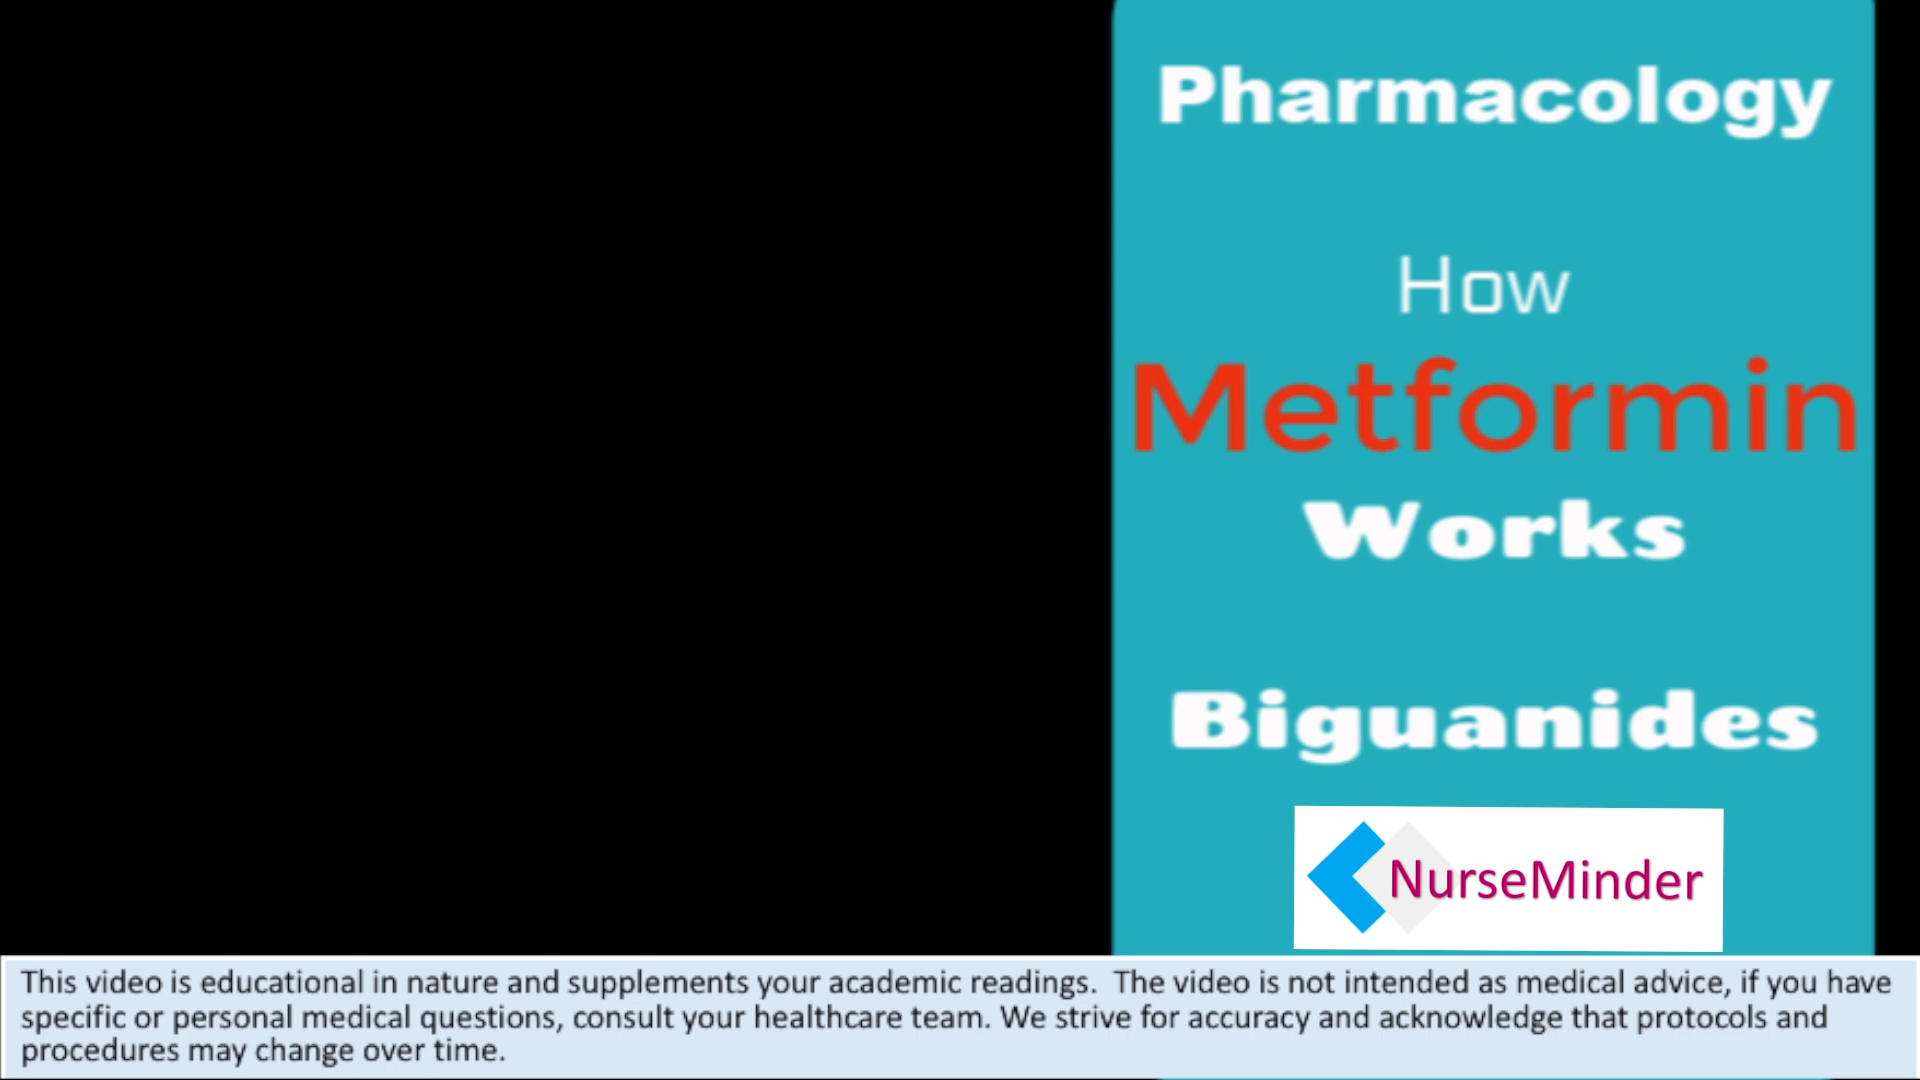 Pharmacology
How
Metformin
Works
Biguanides
NurseMinder
This video is educational in nature and supplements your academic readings.  The video is not intended as medical advice, if you have
specific or personal medical questions, consult your healthcare team. We strive for accuracy and acknowledge that protocols and
procedures may change over time.